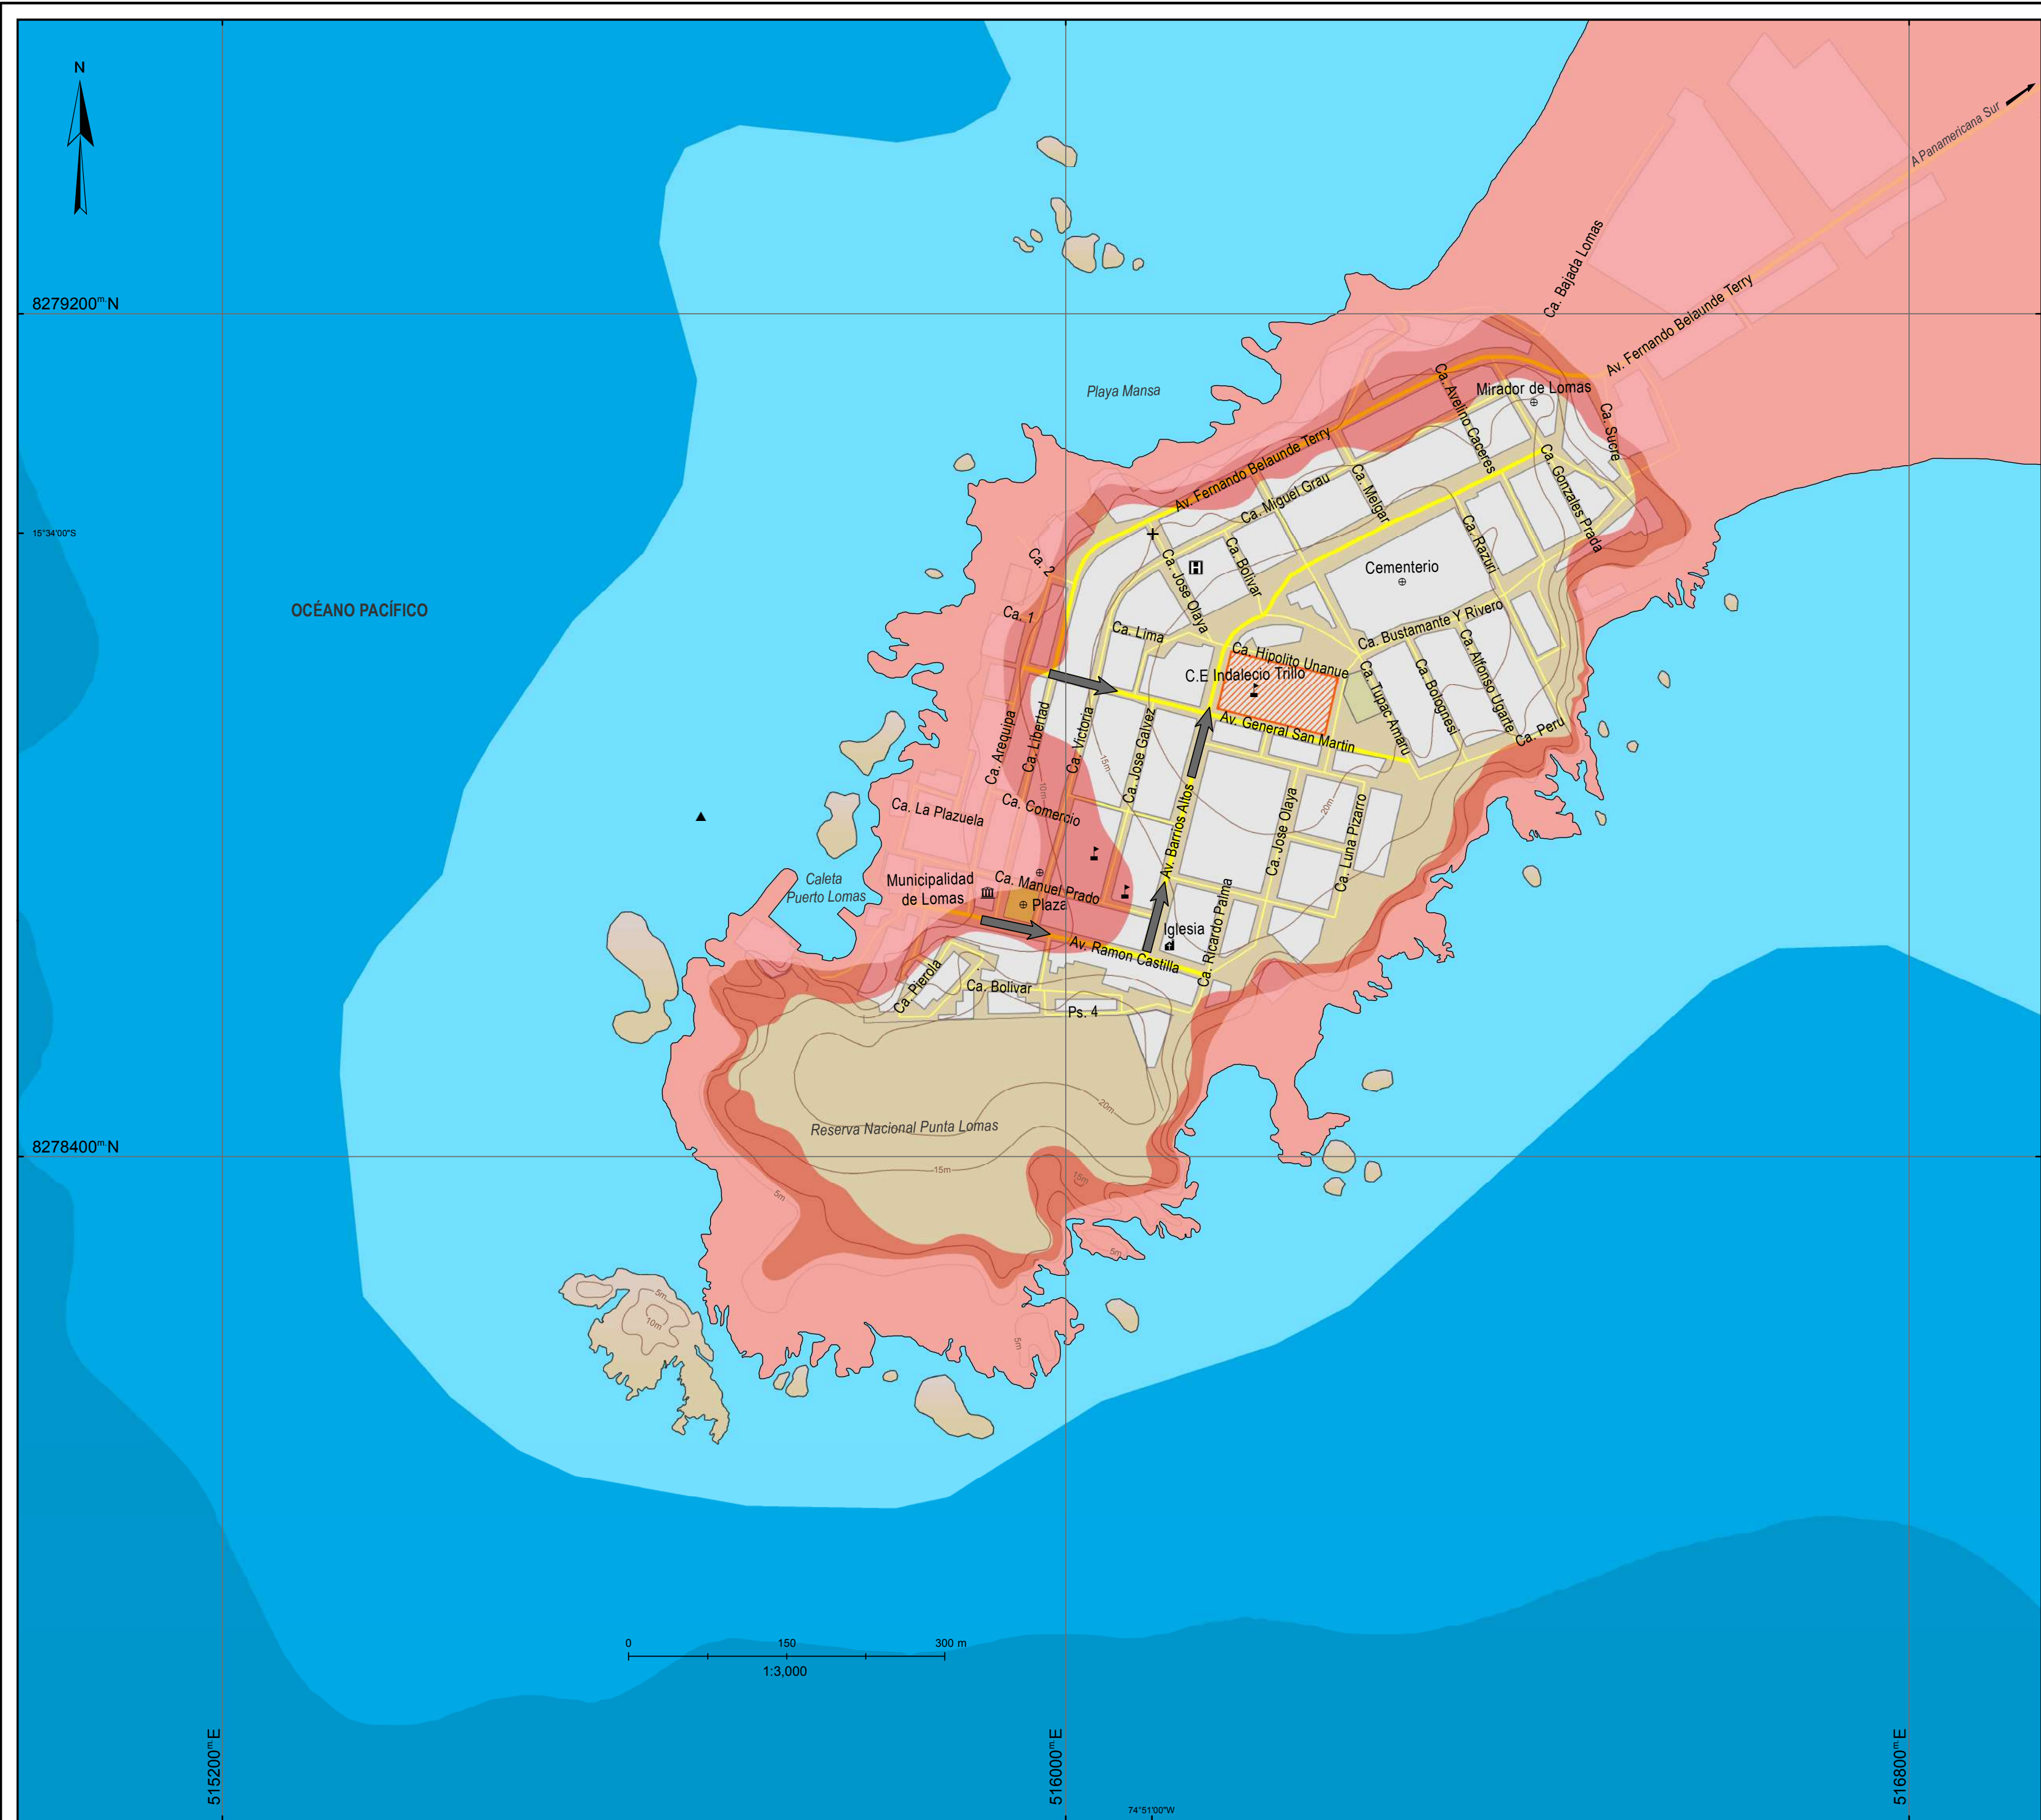 N
A Panamericana Sur
Ca. Bajada Lomas
8279200ᵐ N
Av. Fernando Belaunde Terry
Ca. Avelino Caceres
Mirador de Lomas
Playa Mansa
Ca. Sucre
Av. Fernando Belaunde Terry
Ca. Miguel Grau
Ca. Melgar
Ca. Gonzales Prada
15°34'00"S
Ca. Razuri
Ca. 2
Ca. Jose Olaya
H
Ca. Bolivar
Cementerio
OCÉANO PACÍFICO
Ca. 1
Ca. Lima
Ca. Bustamante Y Rivero
Ca. Hipolito Unanue
C.E Indalecio Trillo
Ca. Tupac Amaru
Ca. Bolognesi
Ca. Alfonso Ugarte
Ca. Peru
Av. General San Martin
Ca. Arequipa
Ca. Libertad
Ca. Victoria
Ca. Jose Galvez
15m
10m
20m
Ca. La Plazuela
Ca. Comercio
Av. Barrios Altos
Ca. Jose Olaya
Ca. Luna Pizarro
Caleta
Puerto Lomas
Municipalidad
de Lomas
Ca. Manuel Prado
Plaza
Iglesia
Ca. Ricardo Palma
Av. Ramon Castilla
Ca. Pierola
Ca. Bolivar
Ps. 4
20m
Reserva Nacional Punta Lomas
8278400ᵐ N
15m
15m
5m
5m
5m
10m
5m
0 150 300 m
1:3,000
515200ᵐ E
516000ᵐ E
516800ᵐ E
74°51'00"W